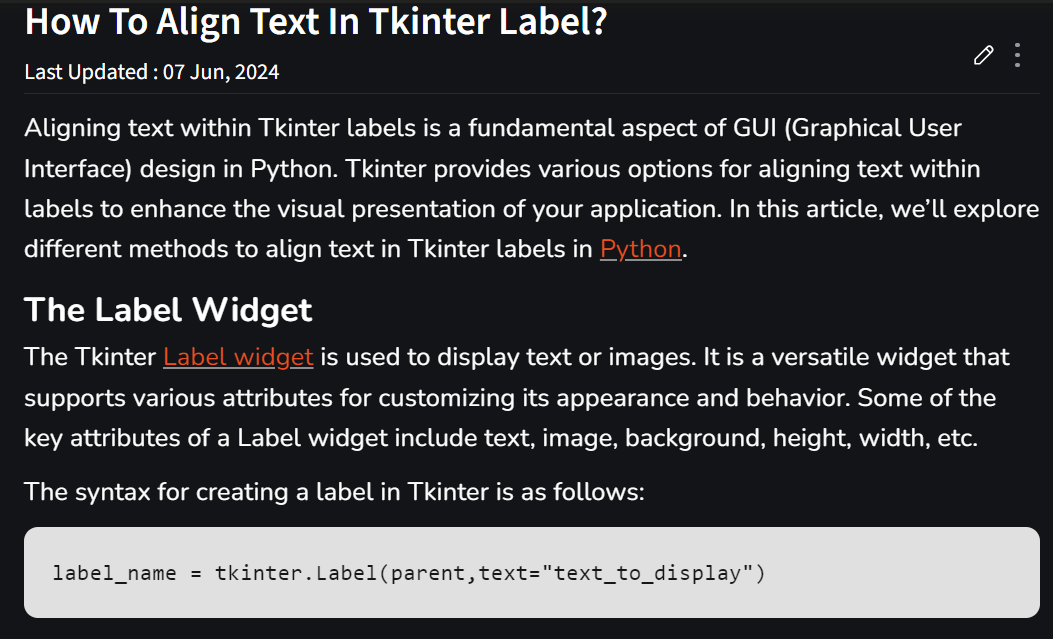 How To Align Text In Tkinter Label?
Last Updated : 07 Jun, 2024
Aligning text within Tkinter labels is a fundamental aspect of GUI (Graphical User
Interface) design in Python. Tkinter provides various options for aligning text within
labels to enhance the visual presentation of your application. In this article, we’ll explore
different methods to align text in Tkinter labels in Python.
The Label Widget
The Tkinter Label widget is used to display text or images. It is a versatile widget that
supports various attributes for customizing its appearance and behavior. Some of the
key attributes of a Label widget include text, image, background, height, width, etc.
The syntax for creating a label in Tkinter is as follows:
label_name = tkinter.Label(parent,text="text_to_display")